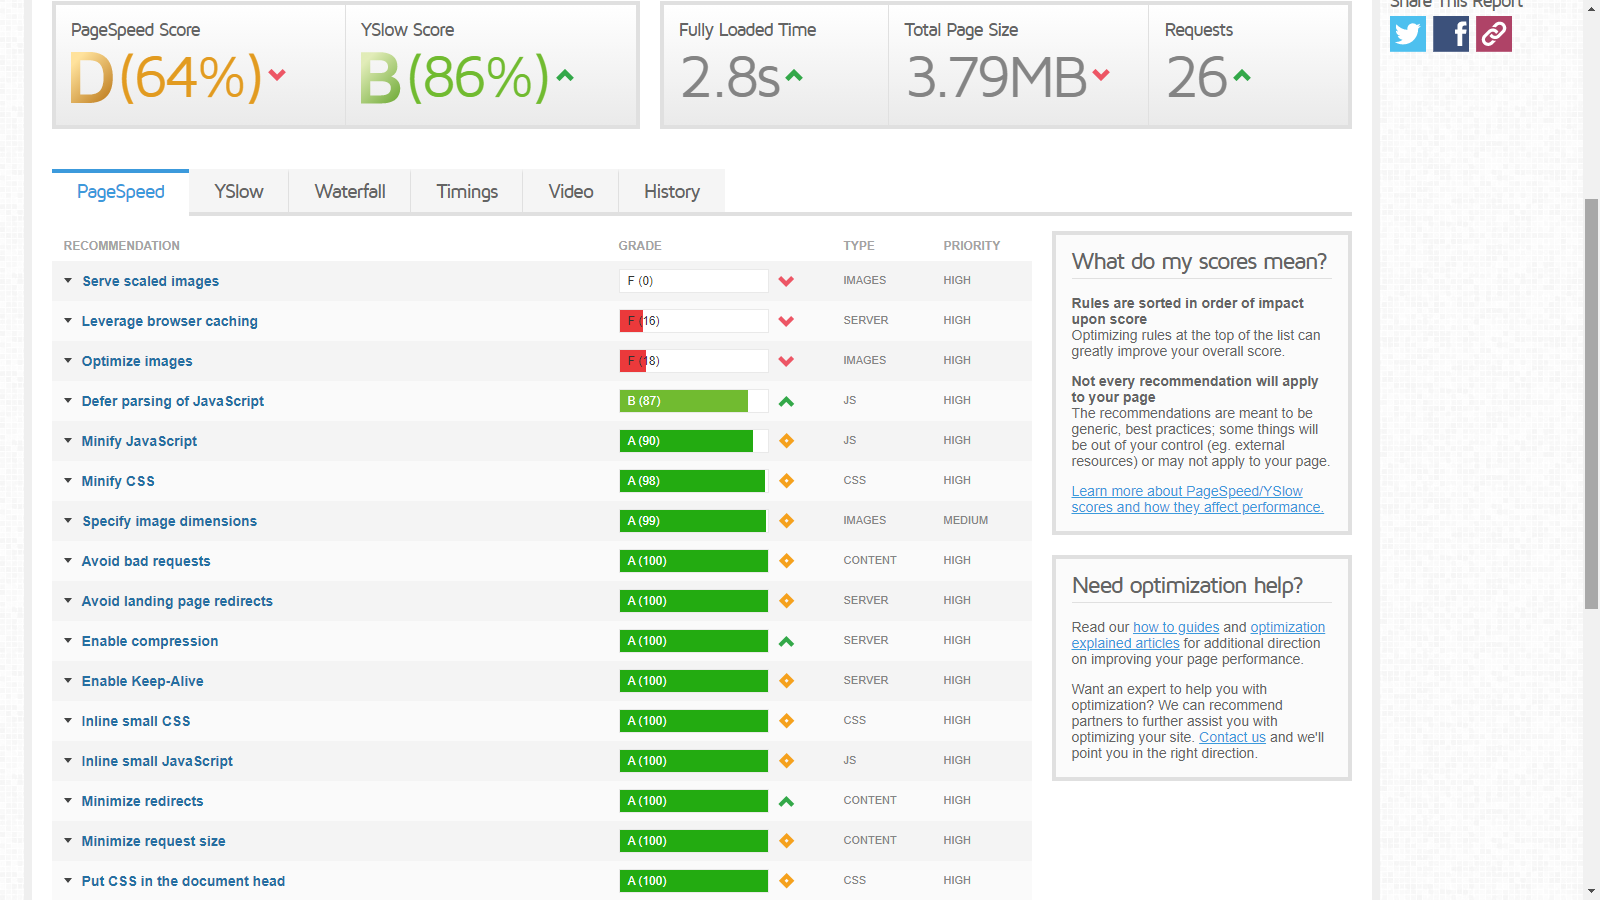 Share This Report
PageSpeed Score
YSlow Score
Fully Loaded Time
Total Page Size
Requests
D (64%)
B (86%)
2.8s
3.79MB
26
PageSpeed
YSlow
Waterfall
Timings
Video
History
RECOMMENDATION GRADE TYPE PRIORITY
Serve scaled images F (0) IMAGES HIGH
Leverage browser caching F (16) SERVER HIGH
Optimize images F (18) IMAGES HIGH
Defer parsing of JavaScript B (87) JS HIGH
Minify JavaScript A (90) JS HIGH
Minify CSS A (98) CSS HIGH
Specify image dimensions A (99) IMAGES MEDIUM
Avoid bad requests A (100) CONTENT HIGH
Avoid landing page redirects A (100) SERVER HIGH
Enable compression A (100) SERVER HIGH
Enable Keep-Alive A (100) SERVER HIGH
Inline small CSS A (100) CSS HIGH
Inline small JavaScript A (100) JS HIGH
Minimize redirects A (100) CONTENT HIGH
Minimize request size A (100) CONTENT HIGH
Put CSS in the document head A (100) CSS HIGH
What do my scores mean?
Rules are sorted in order of impact
upon score
Optimizing rules at the top of the list can
greatly improve your overall score.
Not every recommendation will apply
to your page
The recommendations are meant to be
generic, best practices; some things will
be out of your control (eg. external
resources) or may not apply to your page.
Learn more about PageSpeed/YSlow
scores and how they affect performance.
Need optimization help?
Read our how to guides and optimization
explained articles for additional direction
on improving your page performance.
Want an expert to help you with
optimization? We can recommend
partners to further assist you with
optimizing your site. Contact us and we'll
point you in the right direction.